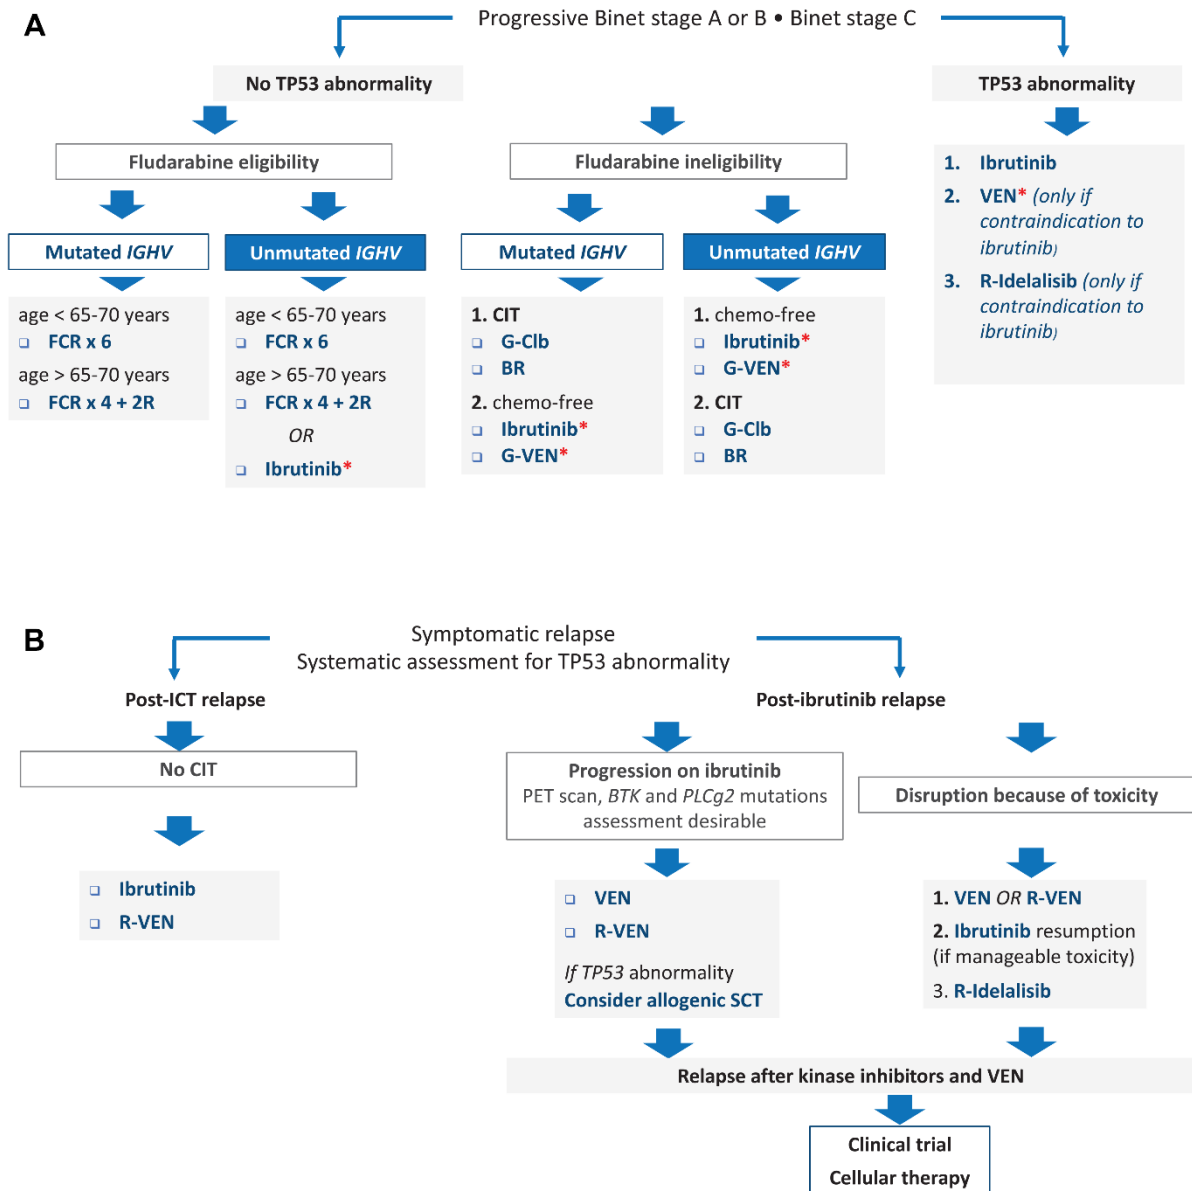 A
Progressive Binet stage A or B • Binet stage C
No TP53 abnormality
TP53 abnormality
Fludarabine eligibility
Fludarabine ineligibility
Mutated IGHV
Unmutated IGHV
Mutated IGHV
Unmutated IGHV
age < 65-70 years
❑ FCR x 6
age > 65-70 years
❑ FCR x 4 + 2R
age < 65-70 years
❑ FCR x 6
age > 65-70 years
❑ FCR x 4 + 2R
OR
❑ Ibrutinib*
1. CIT
❑ G-Clb
❑ BR
2. chemo-free
❑ Ibrutinib*
❑ G-VEN*
1. chemo-free
❑ Ibrutinib*
❑ G-VEN*
2. CIT
❑ G-Clb
❑ BR
1. Ibrutinib
2. VEN* (only if
contraindication to
ibrutinib)
3. R-Idelalisib (only if
contraindication to
ibrutinib)
B
Symptomatic relapse
Systematic assessment for TP53 abnormality
Post-ICT relapse
Post-ibrutinib relapse
No CIT
❑ Ibrutinib
❑ R-VEN
Progression on ibrutinib
PET scan, BTK and PLCg2 mutations
assessment desirable
Disruption because of toxicity
❑ VEN
❑ R-VEN
If TP53 abnormality
Consider allogenic SCT
1. VEN OR R-VEN
2. Ibrutinib resumption
(if manageable toxicity)
3. R-Idelalisib
Relapse after kinase inhibitors and VEN
Clinical trial
Cellular therapy